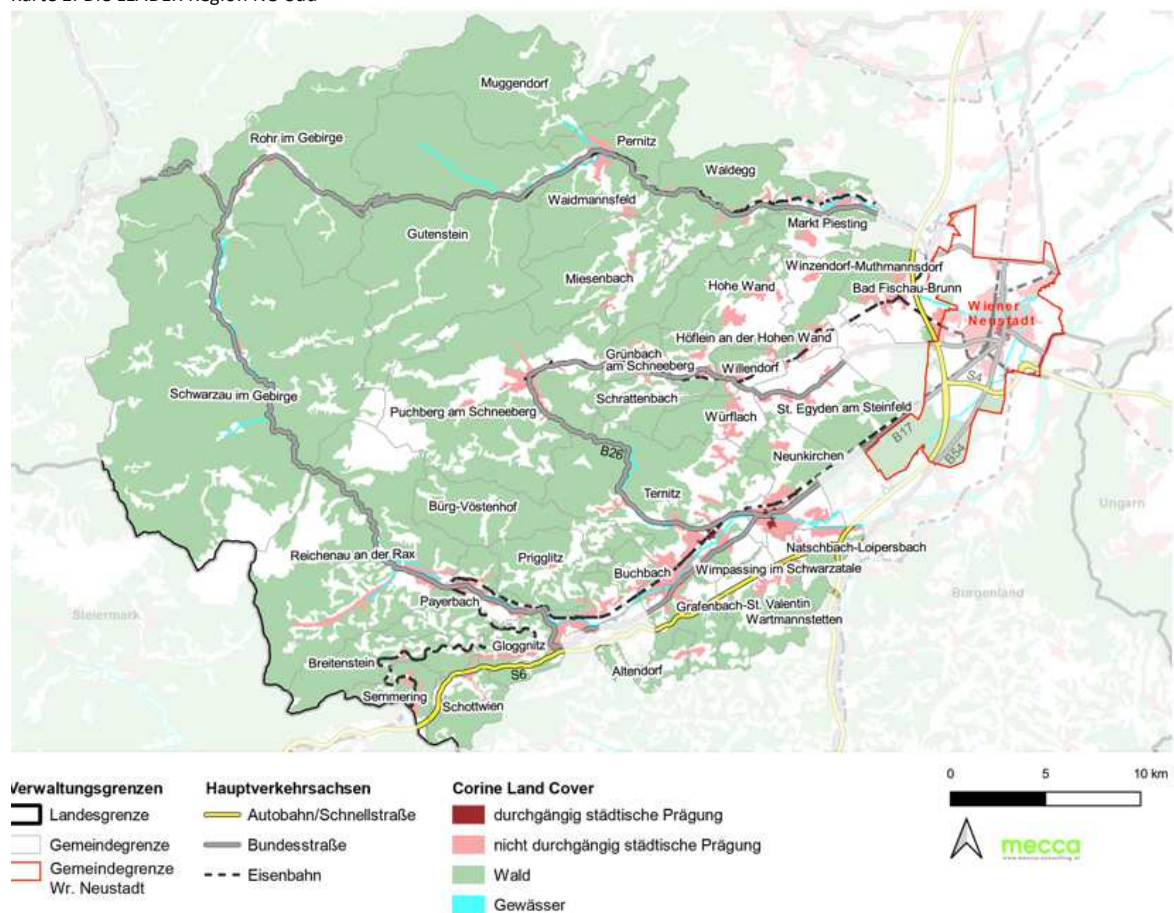 Muggendorf
Rohr im Gebirge
Pernitz
Waldegg
Waidmannsfeld
Gutenstein
Markt Piesting
Miesenbach
Hohe Wand
Winzendorf-Muthmannsdorf
Bad Fischau-Brunn
Wiener
Neustadt
Höflein an der Hohen Wand
Grünbach
am Schneeberg
Willendorf
S4
Schwarzau im Gebirge
Schrattenbach
Puchberg am Schneeberg
St. Egyden am Steinfeld
Würflach
B17
B26
Neunkirchen
B54
Ternitz
Ungarn
Bürg-Vöstenhof
Reichenau an der Rax
Prigglitz
Natschbach-Loipersbach
Buchbach
Wimpassing im Schwarzatale
Burgenland
Steiermark
Payerbach
Grafenbach-St. Valentin
Wartmannstetten
Gloggnitz
Breitenstein
S6
Altendorf
Semmering
Schottwien
Verwaltungsgrenzen
Landesgrenze
Gemeindegrenze
Gemeindegrenze
Wr. Neustadt
Hauptverkehrsachsen
Autobahn/Schnellstraße
Bundesstraße
Eisenbahn
Corine Land Cover
durchgängig städtische Prägung
nicht durchgängig städtische Prägung
Wald
Gewässer
0 5 10 km
mecca